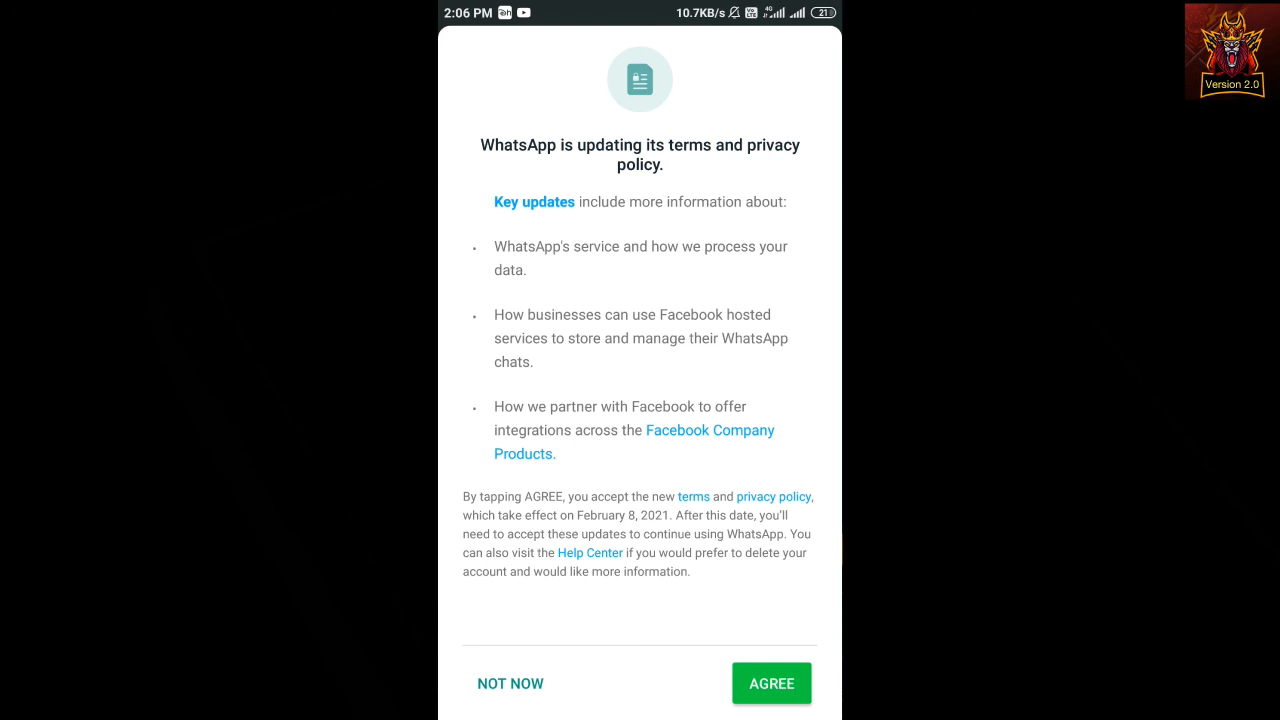 2:06 PM
10.7KB/s
Vo
LTE
4G
21
Version 2.0
WhatsApp is updating its terms and privacy
policy.
Key updates include more information about:
WhatsApp's service and how we process your
data.
How businesses can use Facebook hosted
services to store and manage their WhatsApp
chats.
How we partner with Facebook to offer
integrations across the Facebook Company
Products.
By tapping AGREE, you accept the new terms and privacy policy,
which take effect on February 8, 2021. After this date, you'll
need to accept these updates to continue using WhatsApp. You
can also visit the Help Center if you would prefer to delete your
account and would like more information.
NOT NOW
AGREE